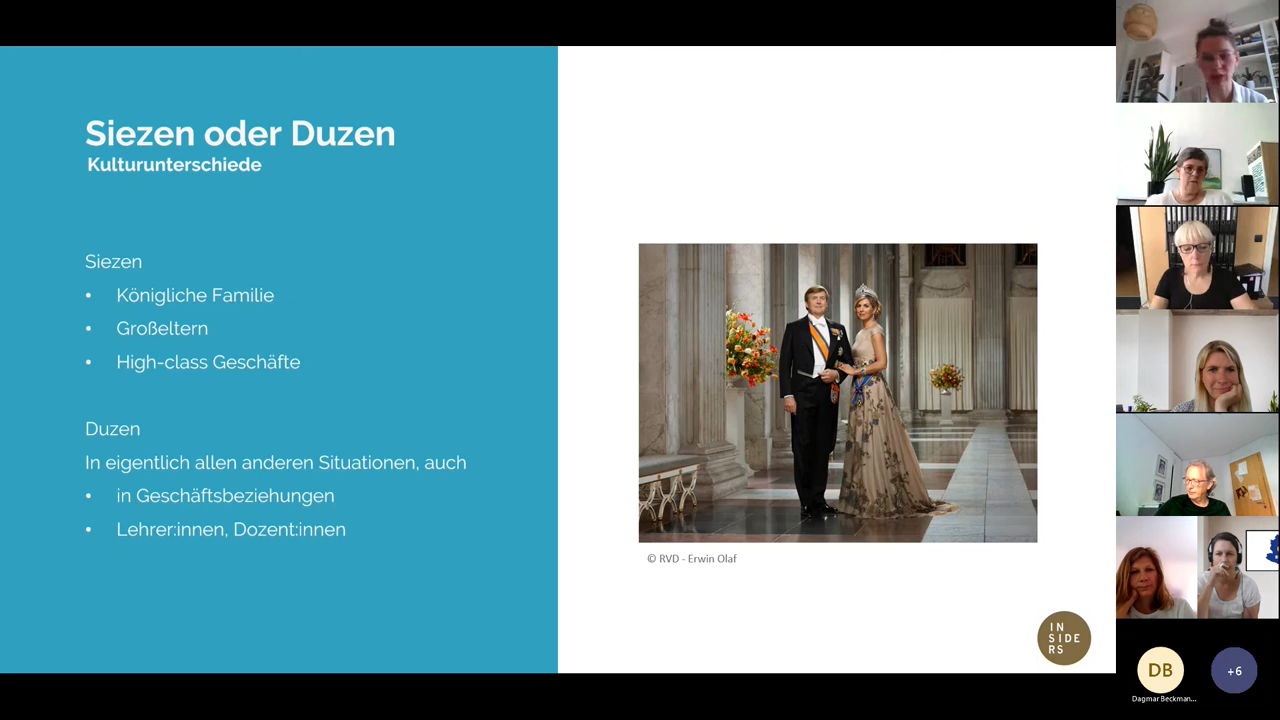 Siezen oder Duzen
Kulturunterschiede
Siezen
• Königliche Familie
• Großeltern
• High-class Geschäfte
Duzen
In eigentlich allen anderen Situationen, auch
• in Geschäftsbeziehungen
• Lehrer:innen, Dozent:innen
© RVD - Erwin Olaf
IN
SIDE
RS
DB
+6
Dagmar Beckman...